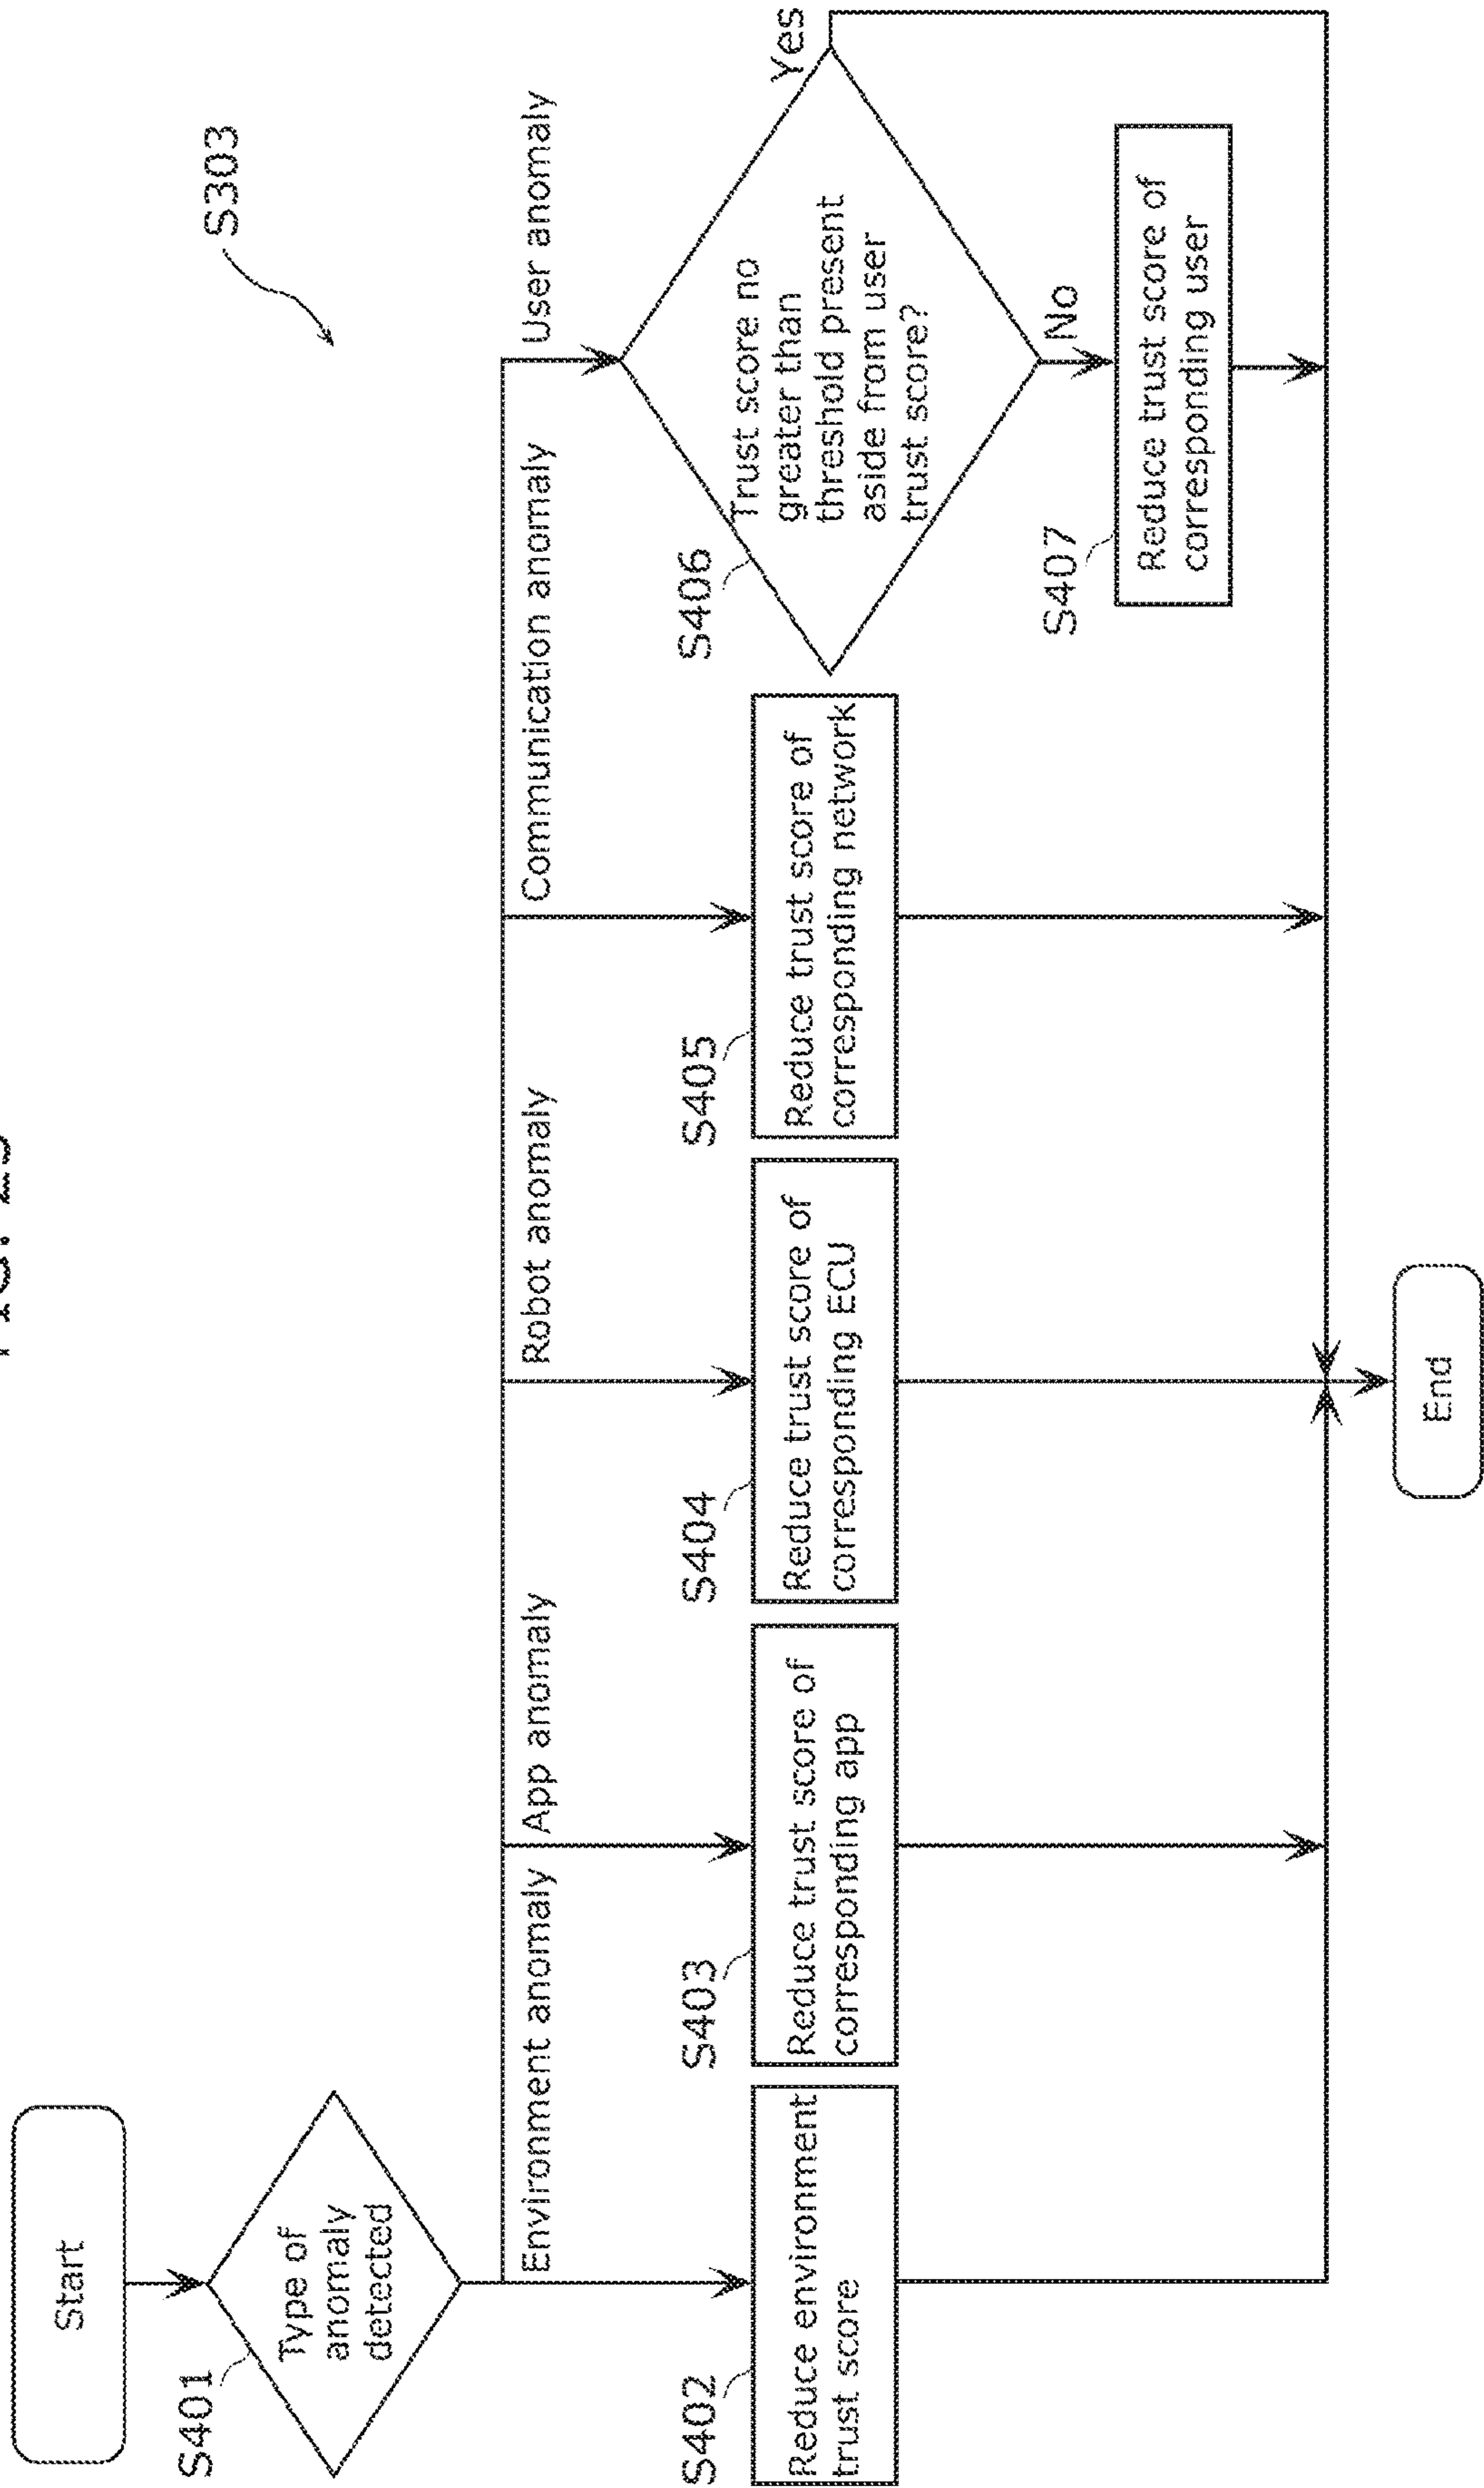 S303
Start
S401
Type of
anomaly
detected
Environment anomaly
App anomaly
Robot anomaly
Communication anomaly
User anomaly
S402
Reduce environment
trust score
S403
Reduce trust score of
corresponding app
S404
Reduce trust score of
corresponding ECU
S405
Reduce trust score of
corresponding network
S406
Trust score no
greater than
threshold present
aside from user
trust score?
Yes
No
S407
Reduce trust score of
corresponding user
End